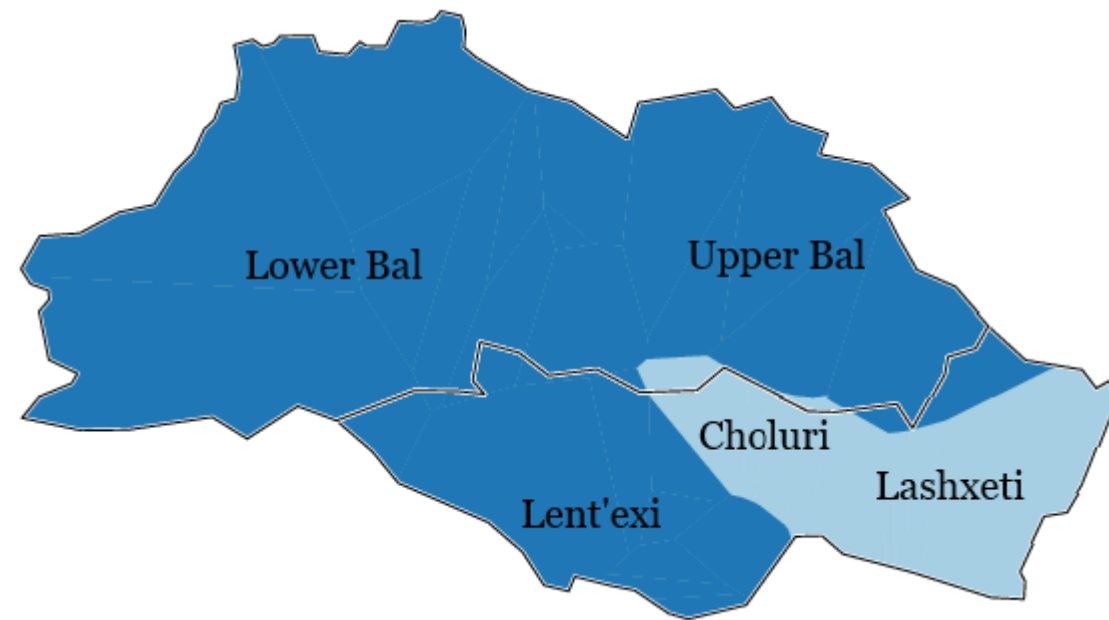 Lower Bal
Upper Bal
Choluri
Lashxeti
Lent'exi